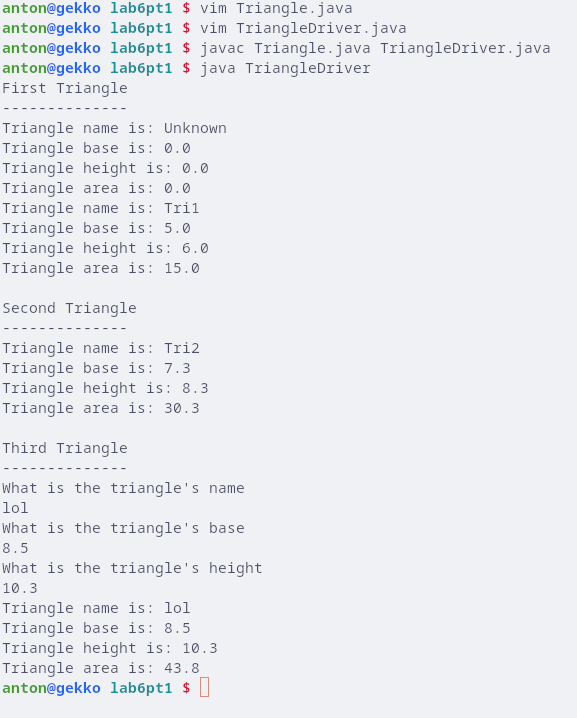 anton@gekko lab6pt1 $ vim Triangle.java
anton@gekko lab6pt1 $ vim TriangleDriver.java
anton@gekko lab6pt1 $ javac Triangle.java TriangleDriver.java
anton@gekko lab6pt1 $ java TriangleDriver
First Triangle
--------------
Triangle name is: Unknown
Triangle base is: 0.0
Triangle height is: 0.0
Triangle area is: 0.0
Triangle name is: Tri1
Triangle base is: 5.0
Triangle height is: 6.0
Triangle area is: 15.0

Second Triangle
--------------
Triangle name is: Tri2
Triangle base is: 7.3
Triangle height is: 8.3
Triangle area is: 30.3

Third Triangle
--------------
What is the triangle's name
lol
What is the triangle's base
8.5
What is the triangle's height
10.3
Triangle name is: lol
Triangle base is: 8.5
Triangle height is: 10.3
Triangle area is: 43.8
anton@gekko lab6pt1 $